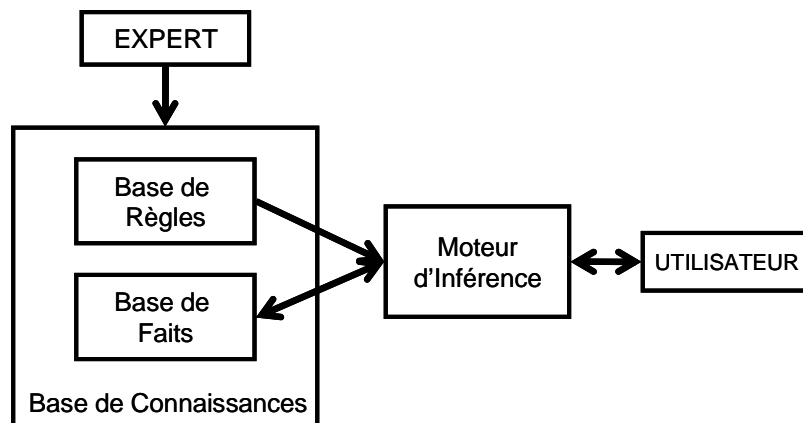 EXPERT
Base de
Règles
Base de
Faits
Base de Connaissances
Moteur
d'Inférence
UTILISATEUR